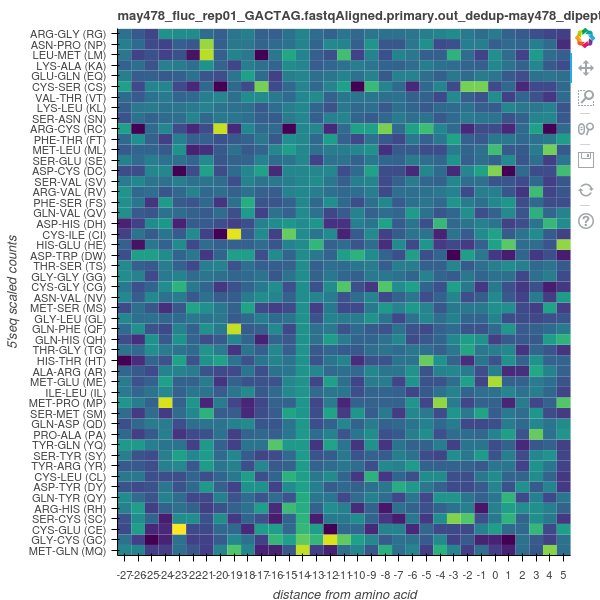 may478_fluc_rep01_GACTAG.fastqAligned.primary.out_dedup-may478_dipept
ARG-GLY (RG)
ASN-PRO (NP)
LEU-MET (LM)
LYS-ALA (KA)
GLU-GLN (EQ)
CYS-SER (CS)
VAL-THR (VT)
LYS-LEU (KL)
SER-ASN (SN)
ARG-CYS (RC)
PHE-THR (FT)
MET-LEU (ML)
SER-GLU (SE)
ASP-CYS (DC)
SER-VAL (SV)
ARG-VAL (RV)
PHE-SER (FS)
GLN-VAL (QV)
ASP-HIS (DH)
CYS-ILE (CI)
HIS-GLU (HE)
ASP-TRP (DW)
THR-SER (TS)
GLY-GLY (GG)
CYS-GLY (CG)
ASN-VAL (NV)
MET-SER (MS)
GLY-LEU (GL)
GLN-PHE (QF)
GLN-HIS (QH)
THR-GLY (TG)
HIS-THR (HT)
ALA-ARG (AR)
MET-GLU (ME)
ILE-LEU (IL)
MET-PRO (MP)
SER-MET (SM)
GLN-ASP (QD)
PRO-ALA (PA)
TYR-GLN (YQ)
SER-TYR (SY)
TYR-ARG (YR)
CYS-LEU (CL)
ASP-TYR (DY)
GLN-TYR (QY)
ARG-HIS (RH)
SER-CYS (SC)
CYS-GLU (CE)
GLY-CYS (GC)
MET-GLN (MQ)
5'seq scaled counts
-27-26-25-24-23-22-21-20-19-18-17-16-15-14-13-12-11-10-9 -8 -7 -6 -5 -4 -3 -2 -1 0 1 2 3 4 5
distance from amino acid